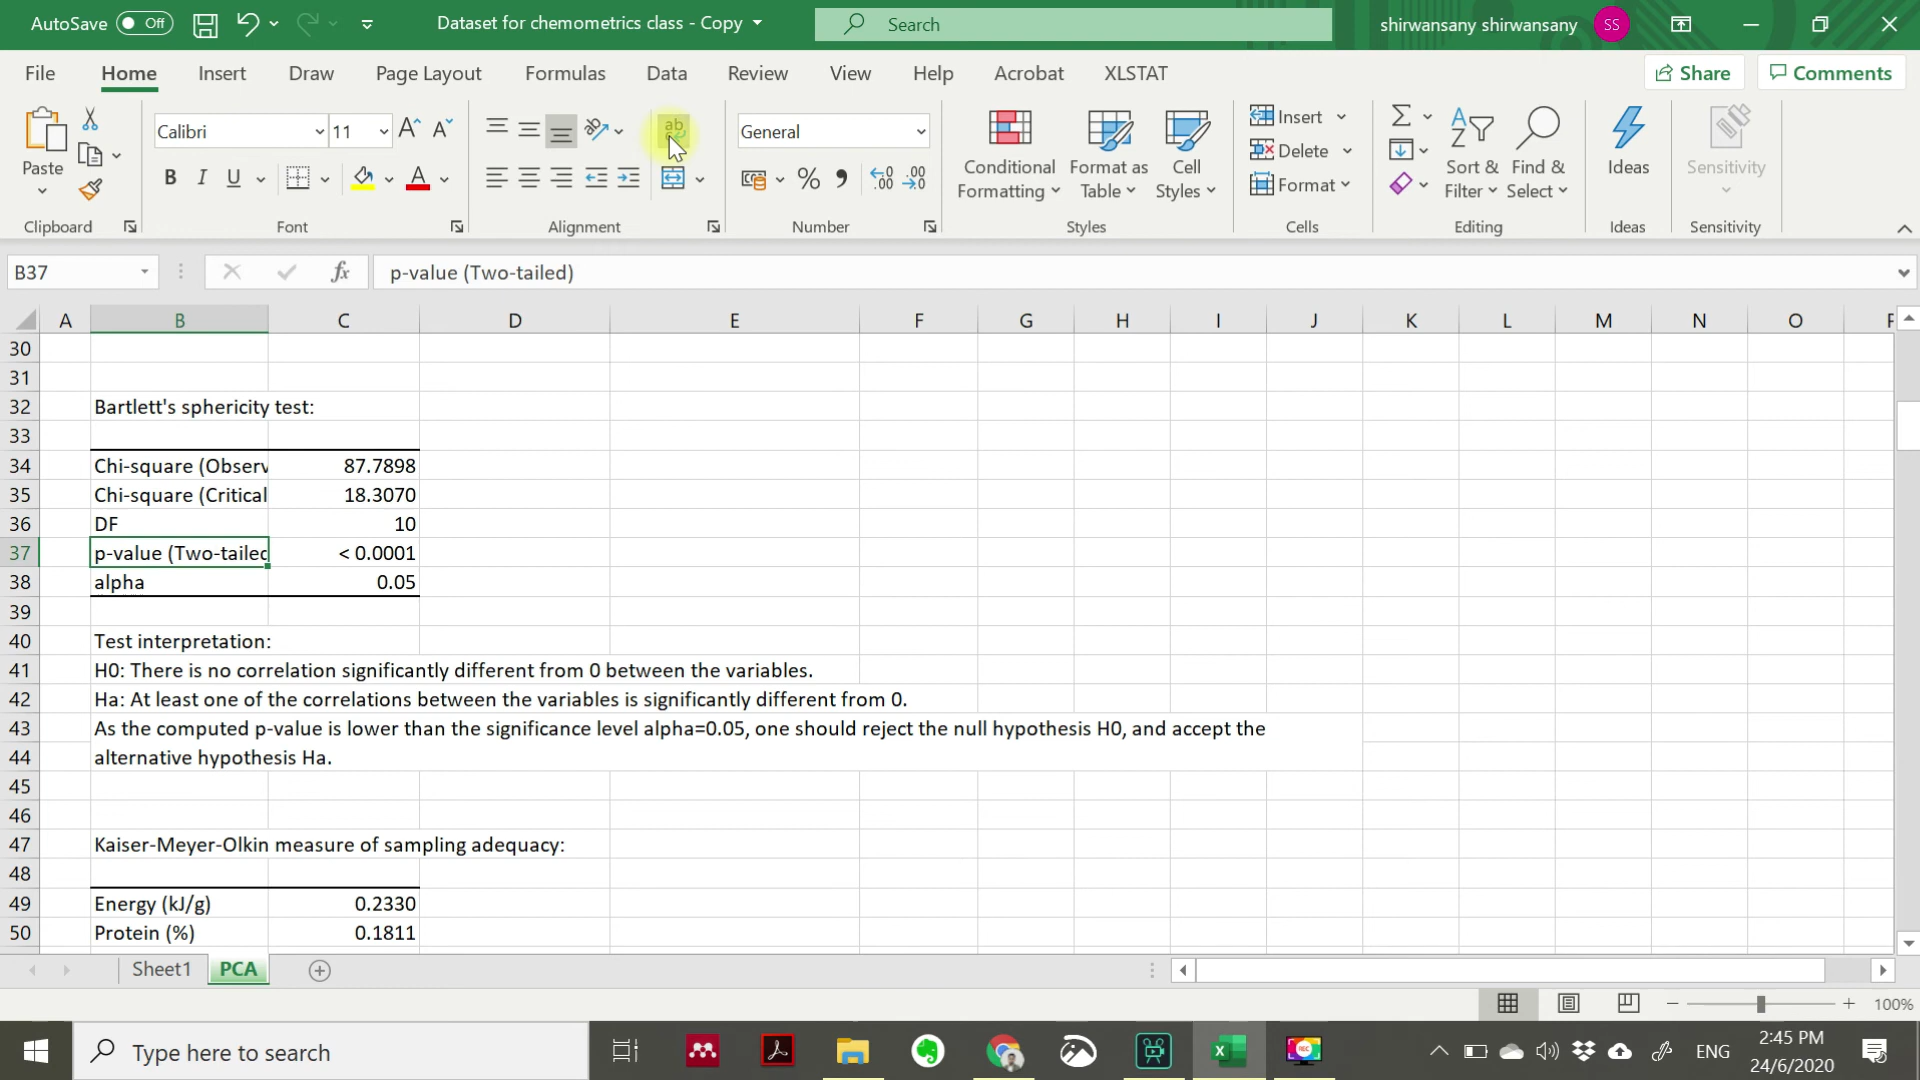 AutoSave Off Dataset for chemometrics class - Copy Search shirwansany shirwansany SS
File Home Insert Draw Page Layout Formulas Data Review View Help Acrobat XLSTAT Share Comments
Calibri 11 ab General Insert
Paste Conditional Format as Cell Delete Sort & Find & Ideas Sensitivity
B I U A % Formatting Table Styles Format Filter Select
Clipboard Font Alignment Number Styles Cells Editing Ideas Sensitivity
B37 fx p-value (Two-tailed)
A B C D E F G H I J K L M N O
30
31
32 Bartlett's sphericity test:
33
34 Chi-square (Observ 87.7898
35 Chi-square (Critical 18.3070
36 DF 10
37 p-value (Two-tailed < 0.0001
38 alpha 0.05
39
40 Test interpretation:
41 H0: There is no correlation significantly different from 0 between the variables.
42 Ha: At least one of the correlations between the variables is significantly different from 0.
43 As the computed p-value is lower than the significance level alpha=0.05, one should reject the null hypothesis H0, and accept the
44 alternative hypothesis Ha.
45
46
47 Kaiser-Meyer-Olkin measure of sampling adequacy:
48
49 Energy (kJ/g) 0.2330
50 Protein (%) 0.1811
Sheet1 PCA
100%
Type here to search ENG 2:45 PM
24/6/2020